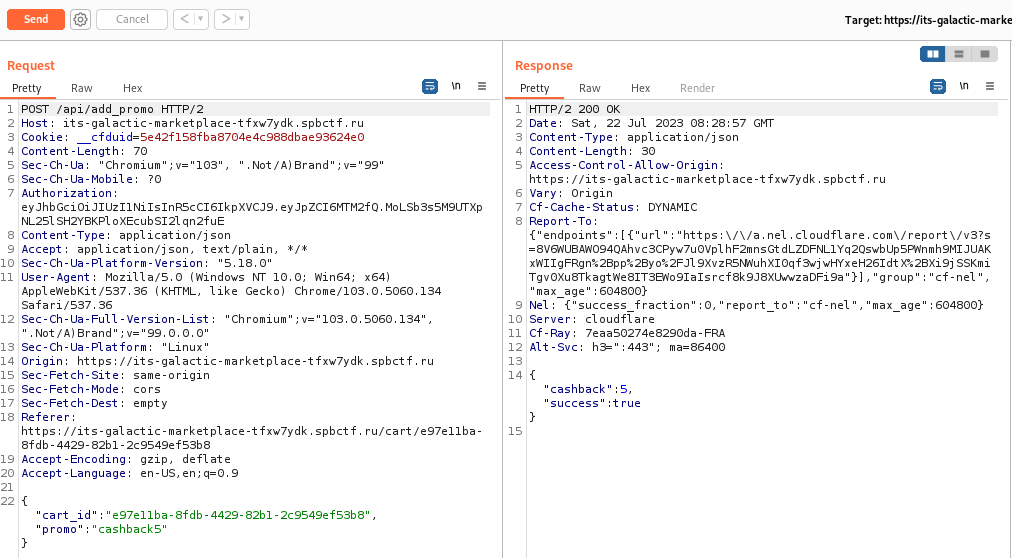 Send
Cancel
Target: https://its-galactic-marke
Request
Pretty Raw Hex
\n
1 POST /api/add_promo HTTP/2
2 Host: its-galactic-marketplace-tfxw7ydk.spbctf.ru
3 Cookie: __cfduid=5e42f158fba8704e4c988dbae93624e0
4 Content-Length: 70
5 Sec-Ch-Ua: "Chromium";v="103", ".Not/A)Brand";v="99"
6 Sec-Ch-Ua-Mobile: ?0
7 Authorization:
eyJhbGciOiJIUzI1NiIsInR5cCI6IkpXVCJ9.eyJpZCI6MTM2fQ.MoLSb3s5M9UTXp
NL25lSH2YBKPloXEcubSI2lqn2fuE
8 Content-Type: application/json
9 Accept: application/json, text/plain, */*
10 Sec-Ch-Ua-Platform-Version: "5.18.0"
11 User-Agent: Mozilla/5.0 (Windows NT 10.0; Win64; x64)
AppleWebKit/537.36 (KHTML, like Gecko) Chrome/103.0.5060.134
Safari/537.36
12 Sec-Ch-Ua-Full-Version-List: "Chromium";v="103.0.5060.134",
".Not/A)Brand";v="99.0.0.0"
13 Sec-Ch-Ua-Platform: "Linux"
14 Origin: https://its-galactic-marketplace-tfxw7ydk.spbctf.ru
15 Sec-Fetch-Site: same-origin
16 Sec-Fetch-Mode: cors
17 Sec-Fetch-Dest: empty
18 Referer:
https://its-galactic-marketplace-tfxw7ydk.spbctf.ru/cart/e97e11ba-
8fdb-4429-82b1-2c9549ef53b8
19 Accept-Encoding: gzip, deflate
20 Accept-Language: en-US,en;q=0.9
21
22 {
"cart_id":"e97e11ba-8fdb-4429-82b1-2c9549ef53b8",
"promo":"cashback5"
}
Response
Pretty Raw Hex Render
\n
1 HTTP/2 200 OK
2 Date: Sat, 22 Jul 2023 08:28:57 GMT
3 Content-Type: application/json
4 Content-Length: 30
5 Access-Control-Allow-Origin:
https://its-galactic-marketplace-tfxw7ydk.spbctf.ru
6 Vary: Origin
7 Cf-Cache-Status: DYNAMIC
8 Report-To:
{"endpoints":[{"url":"https:\/\/a.nel.cloudflare.com\/report\/v3?s
=8V6WUBAWO94QAhvc3CPyw7u0VplhF2mnsGtdLZDFNL1Yq2QswbUp5PWnmh9MIJUAK
xWIIgFRgn%2Bpp%2Byo%2FJl9XvzR5NWuhXI0qf3wjwHYxeH26IdtX%2BXi9jSSKmi
Tgv0Xu8TkagtWe8IT3EWo9IaIsrcf8k9J8XUwwzaDFi9a"}],"group":"cf-nel",
"max_age":604800}
9 Nel: {"success_fraction":0,"report_to":"cf-nel","max_age":604800}
10 Server: cloudflare
11 Cf-Ray: 7eaa50274e8290da-FRA
12 Alt-Svc: h3=":443"; ma=86400
13
14 {
"cashback":5,
"success":true
}
15